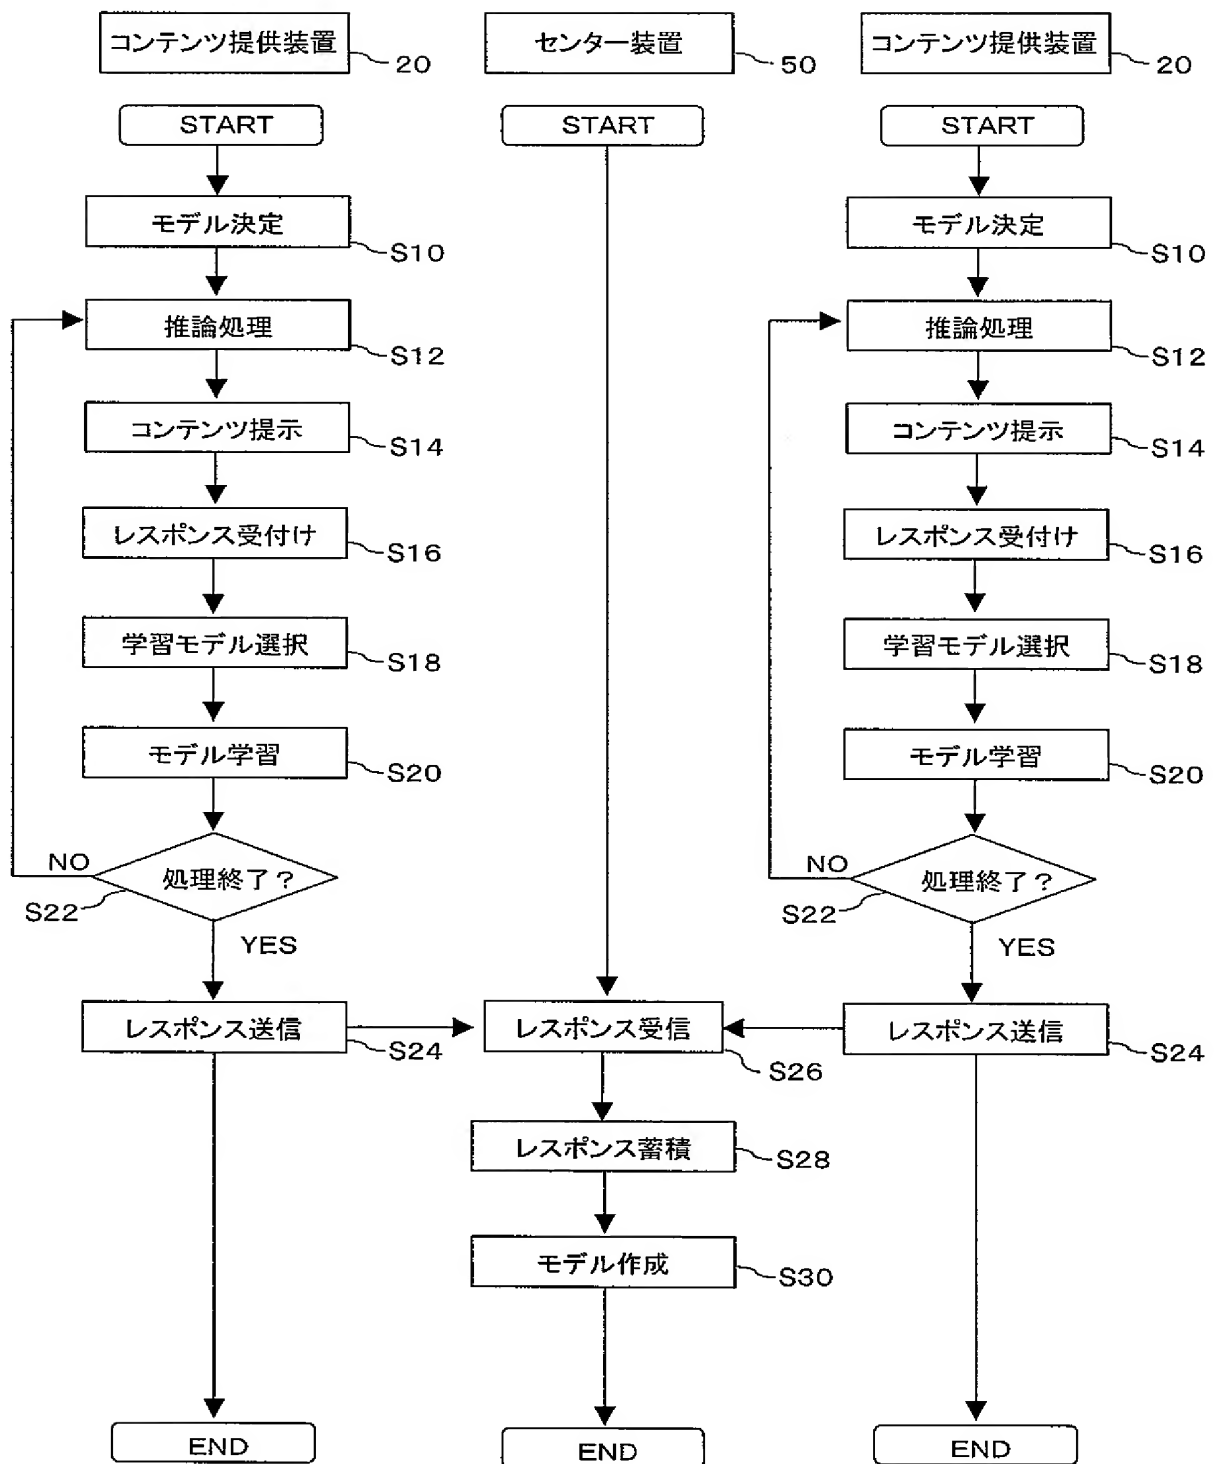 コンテンツ提供装置
20
センター装置
50
コンテンツ提供装置
20
START
START
START
モデル決定
S10
モデル決定
S10
推論処理
S12
推論処理
S12
コンテンツ提示
S14
コンテンツ提示
S14
レスポンス受付け
S16
レスポンス受付け
S16
学習モデル選択
S18
学習モデル選択
S18
モデル学習
S20
モデル学習
S20
NO
処理終了？
S22
YES
NO
処理終了？
S22
YES
レスポンス送信
S24
レスポンス受信
S26
レスポンス送信
S24
レスポンス蓄積
S28
モデル作成
S30
END
END
END